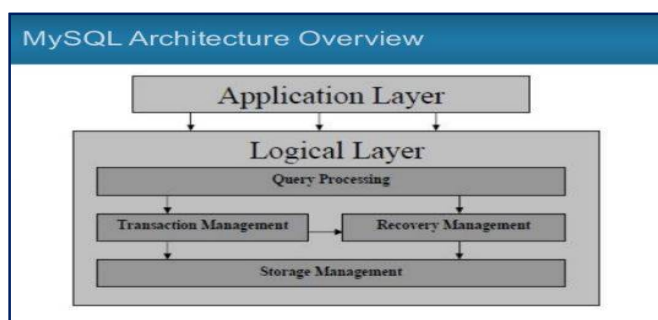 MySQL Architecture Overview
Application Layer
Logical Layer
Query Processing
Transaction Management Recovery Management
Storage Management